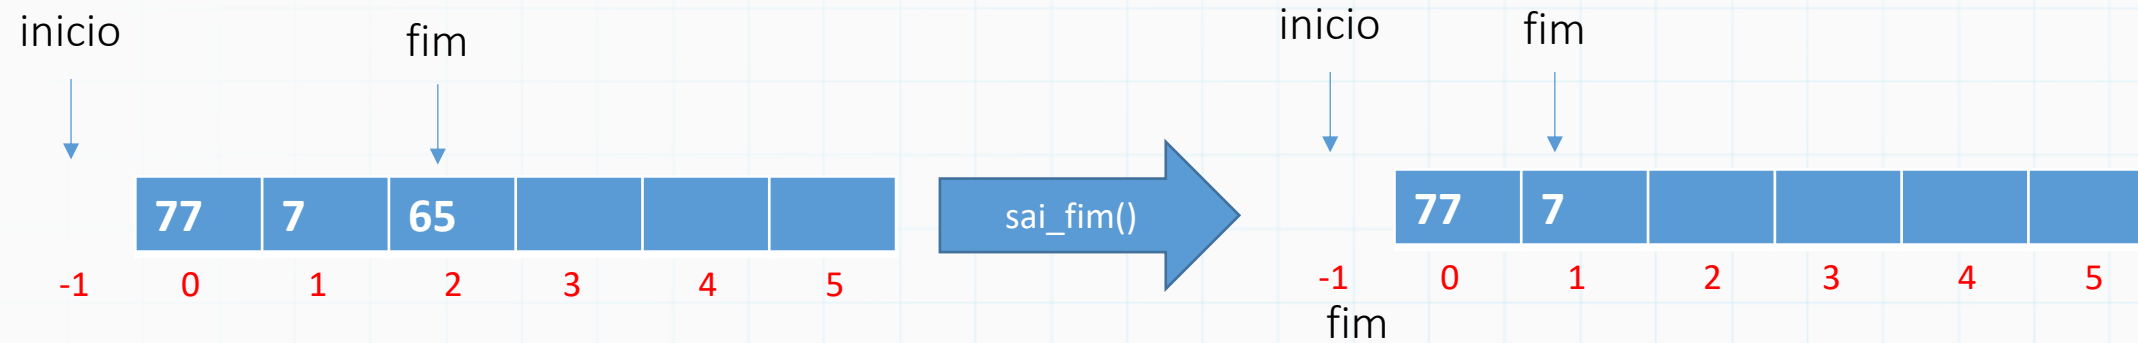 inicio
fim
77 7 65
-1 0 1 2 3 4 5
sai_fim()
inicio
fim
77 7
-1 0 1 2 3 4 5
fim